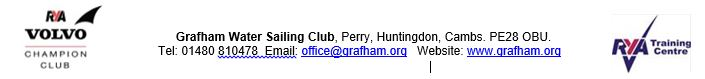 RYA
VOLVO
CHAMPION
CLUB
Grafham Water Sailing Club, Perry, Huntingdon, Cambs. PE28 OBU.
Tel: 01480 810478 Email: office@grafham.org Website: www.grafham.org
RYA Training
Centre